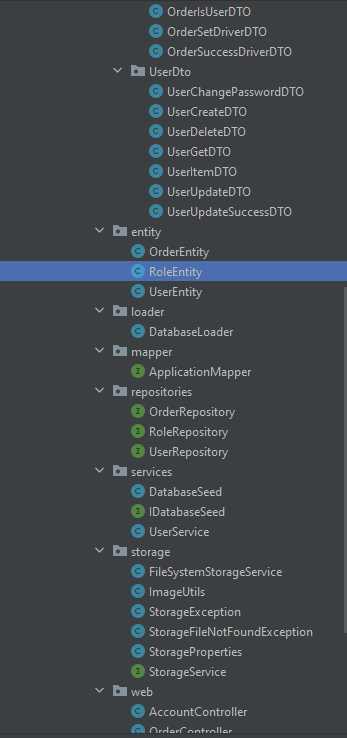 OrderIsUserDTO
OrderSetDriverDTO
OrderSuccessDriverDTO
UserDto
UserChangePasswordDTO
UserCreateDTO
UserDeleteDTO
UserGetDTO
UserItemDTO
UserUpdateDTO
UserUpdateSuccessDTO
entity
OrderEntity
RoleEntity
UserEntity
loader
DatabaseLoader
mapper
ApplicationMapper
repositories
OrderRepository
RoleRepository
UserRepository
services
DatabaseSeed
IDatabaseSeed
UserService
storage
FileSystemStorageService
ImageUtils
StorageException
StorageFileNotFoundException
StorageProperties
StorageService
web
AccountController
OrderController